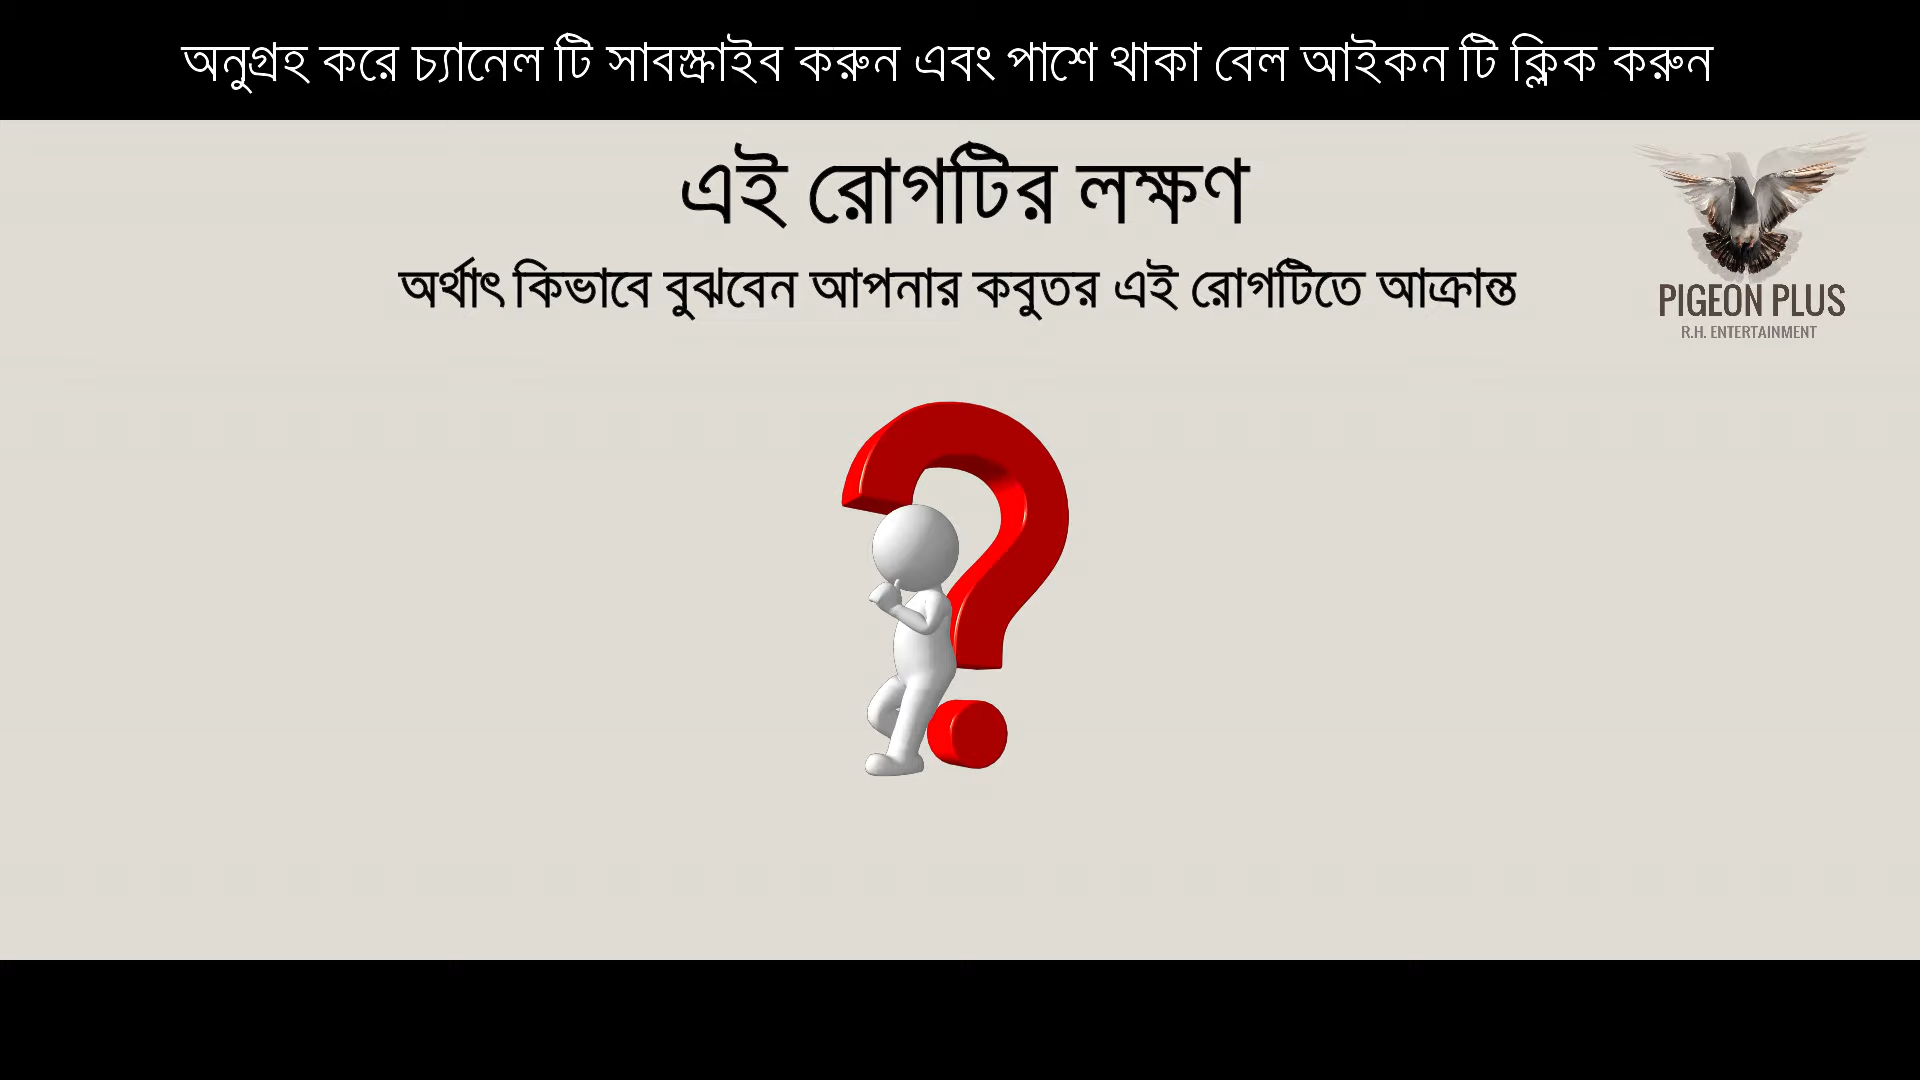 অনুগ্রহ করে চ্যানেল টি সাবস্ক্রাইব করুন এবং পাশে থাকা বেল আইকন টি ক্লিক করুন
এই রোগটির লক্ষণ
অর্থাৎ কিভাবে বুঝবেন আপনার কবুতর এই রোগটিতে আক্রান্ত
PIGEON PLUS
R.H. ENTERTAINMENT